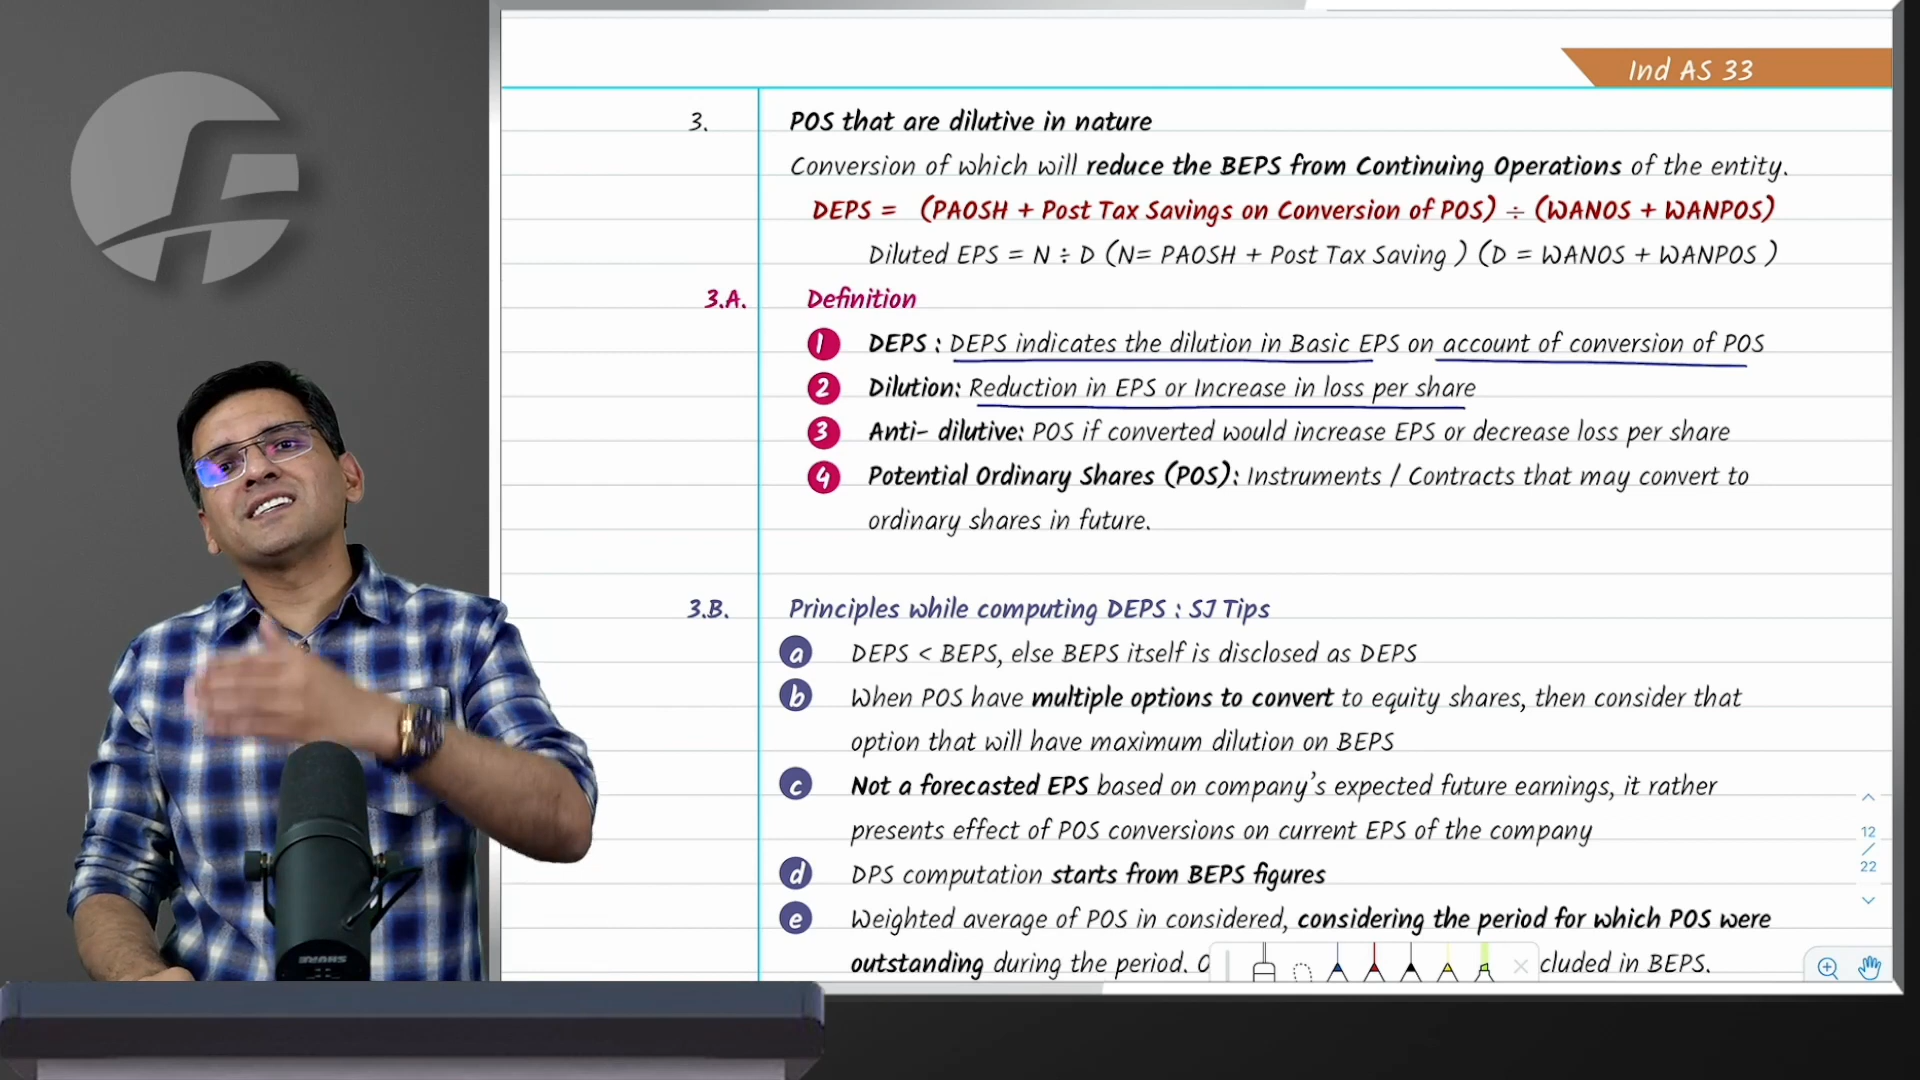 Ind AS 33
3. POS that are dilutive in nature
Conversion of which will reduce the BEPS from Continuing Operations of the entity.
DEPS = (PAOSH + Post Tax Savings on Conversion of POS) ÷ (WANOS + WANPOS)
Diluted EPS = N ÷ D (N= PAOSH + Post Tax Saving ) (D = WANOS + WANPOS )
3.A. Definition
1 DEPS : DEPS indicates the dilution in Basic EPS on account of conversion of POS
2 Dilution: Reduction in EPS or Increase in loss per share
3 Anti- dilutive: POS if converted would increase EPS or decrease loss per share
4 Potential Ordinary Shares (POS): Instruments / Contracts that may convert to
ordinary shares in future.
3.B. Principles while computing DEPS : SJ Tips
a DEPS < BEPS, else BEPS itself is disclosed as DEPS
b When POS have multiple options to convert to equity shares, then consider that
option that will have maximum dilution on BEPS
c Not a forecasted EPS based on company's expected future earnings, it rather
presents effect of POS conversions on current EPS of the company
d DPS computation starts from BEPS figures
e Weighted average of POS in considered, considering the period for which POS were
outstanding during the period. cluded in BEPS.
12
/
22
SHURE